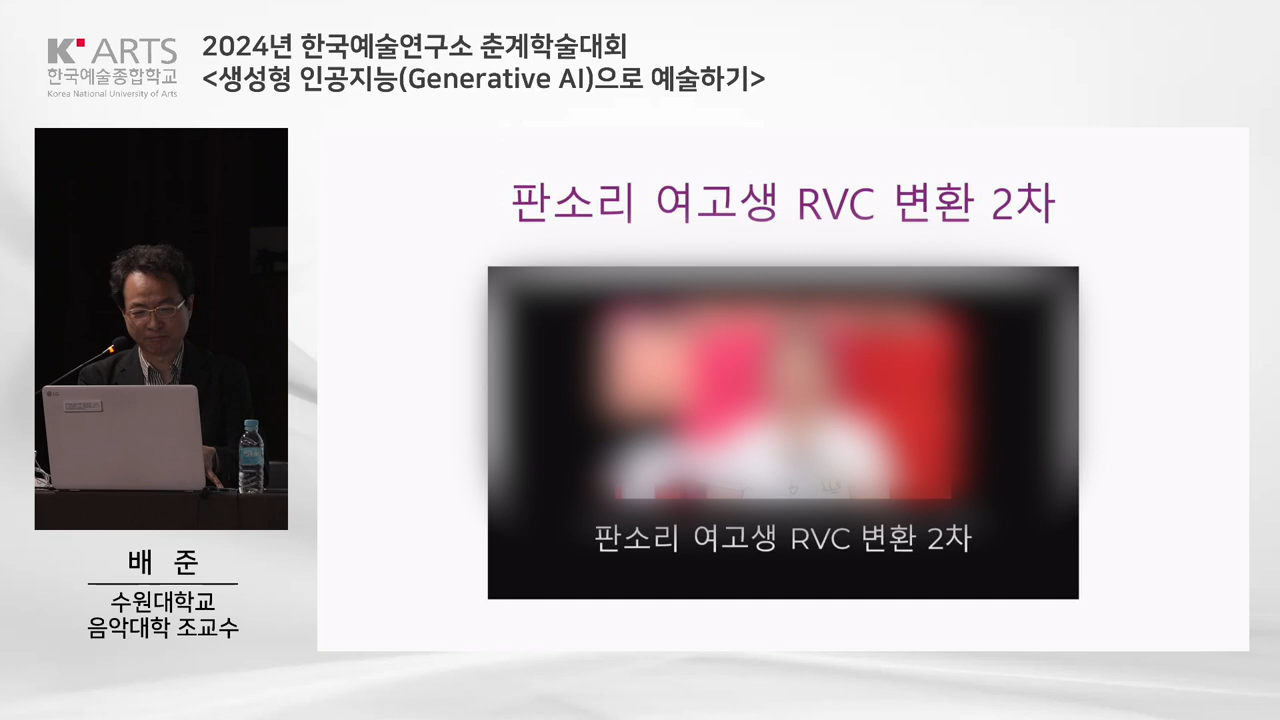 K ARTS
한국예술종합학교
Korea National University of Arts
2024년 한국예술연구소 춘계학술대회
<생성형 인공지능(Generative AI)으로 예술하기>
판소리 여고생 RVC 변환 2차
판소리 여고생 RVC 변환 2차
LG
배 준
수원대학교
음악대학 조교수